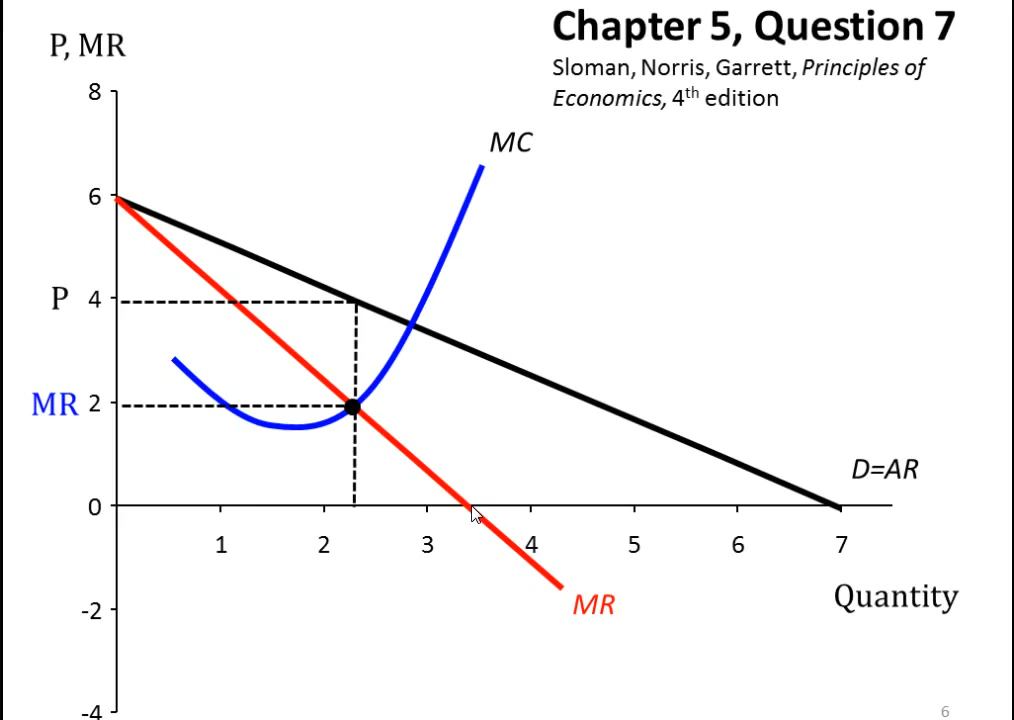 Chapter 5, Question 7
Sloman, Norris, Garrett, Principles of
Economics, 4th edition
P, MR
8
MC
6
P 4
MR 2
D=AR
0
1 2 3 4 5 6 7
MR
Quantity
-2
-4
6